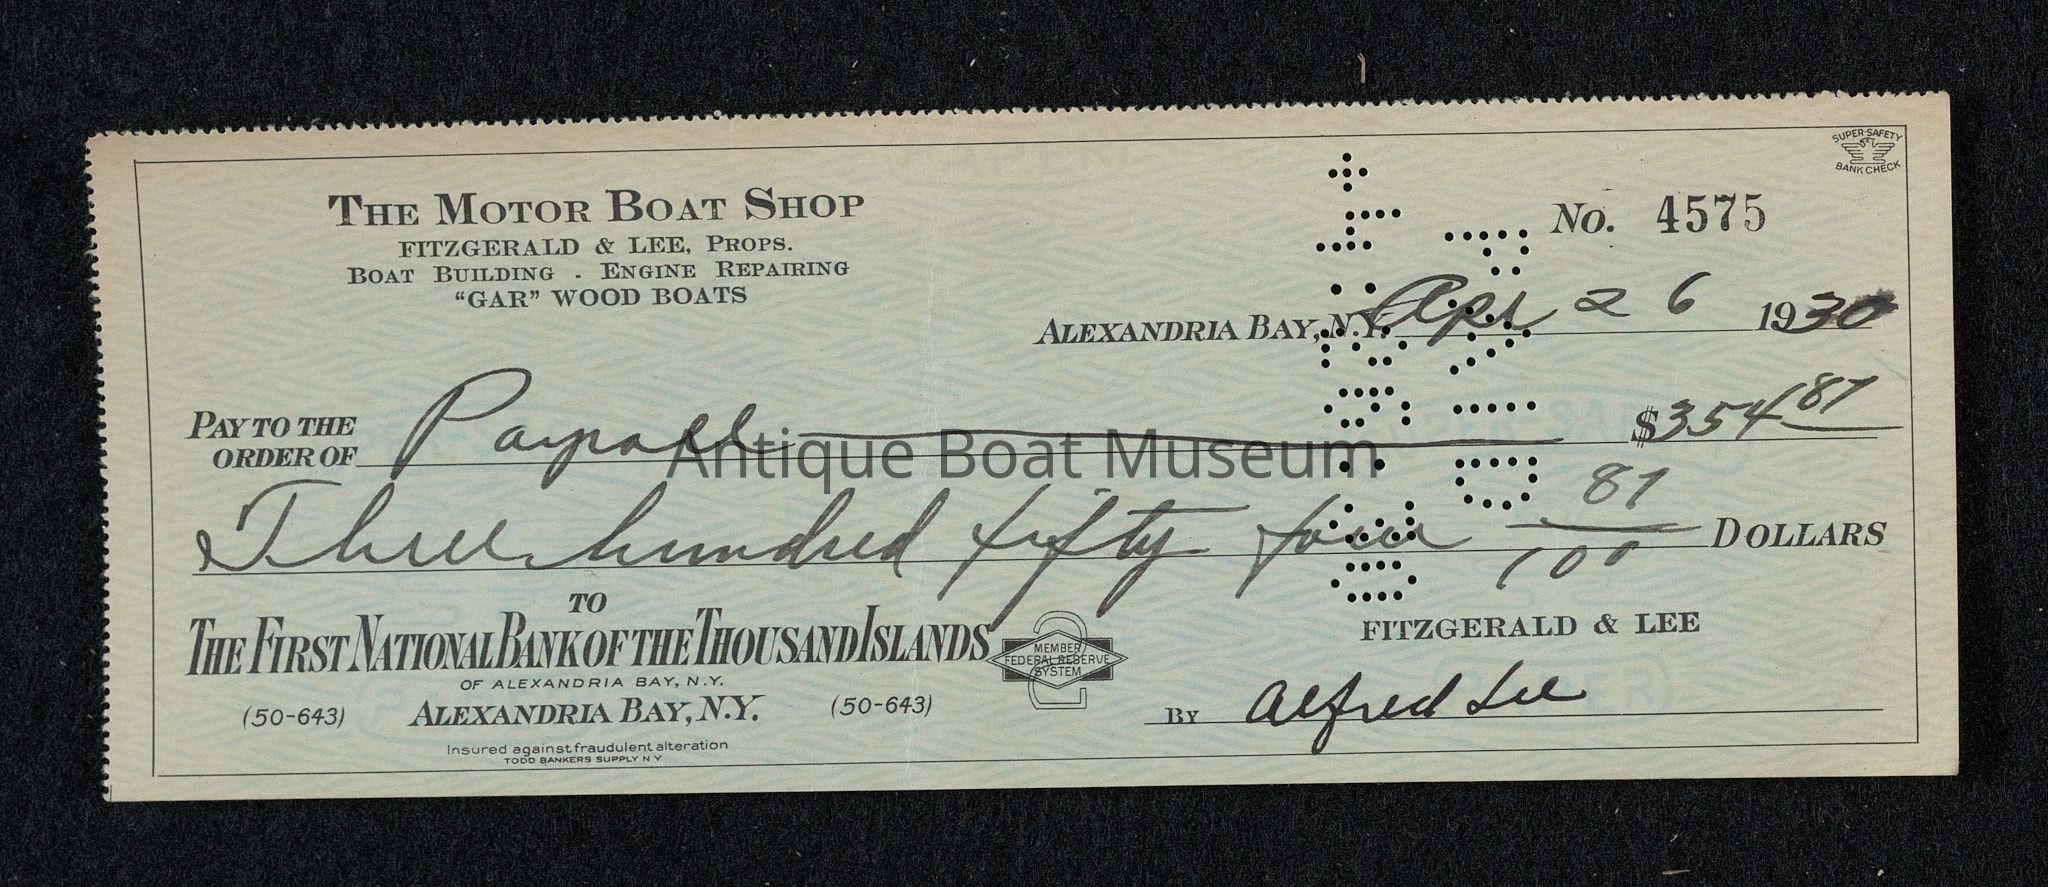 SUPER-SAFETY
BANK CHECK
THE MOTOR BOAT SHOP
FITZGERALD & LEE, PROPS.
BOAT BUILDING - ENGINE REPAIRING
"GAR" WOOD BOATS
No. 4575
ALEXANDRIA BAY, N.Y. Apr 26 1930
PAY TO THE ORDER OF Payroll $354 87
Three hundred fifty four 87/100 DOLLARS
Antique Boat Museum
TO
THE FIRST NATIONAL BANK OF THE THOUSAND ISLANDS
OF ALEXANDRIA BAY, N.Y.
(50-643) ALEXANDRIA BAY, N.Y. (50-643)
Insured against fraudulent alteration
TODD BANKERS SUPPLY N Y
MEMBER
FEDERAL RESERVE
SYSTEM
FITZGERALD & LEE
BY Alfred Lee